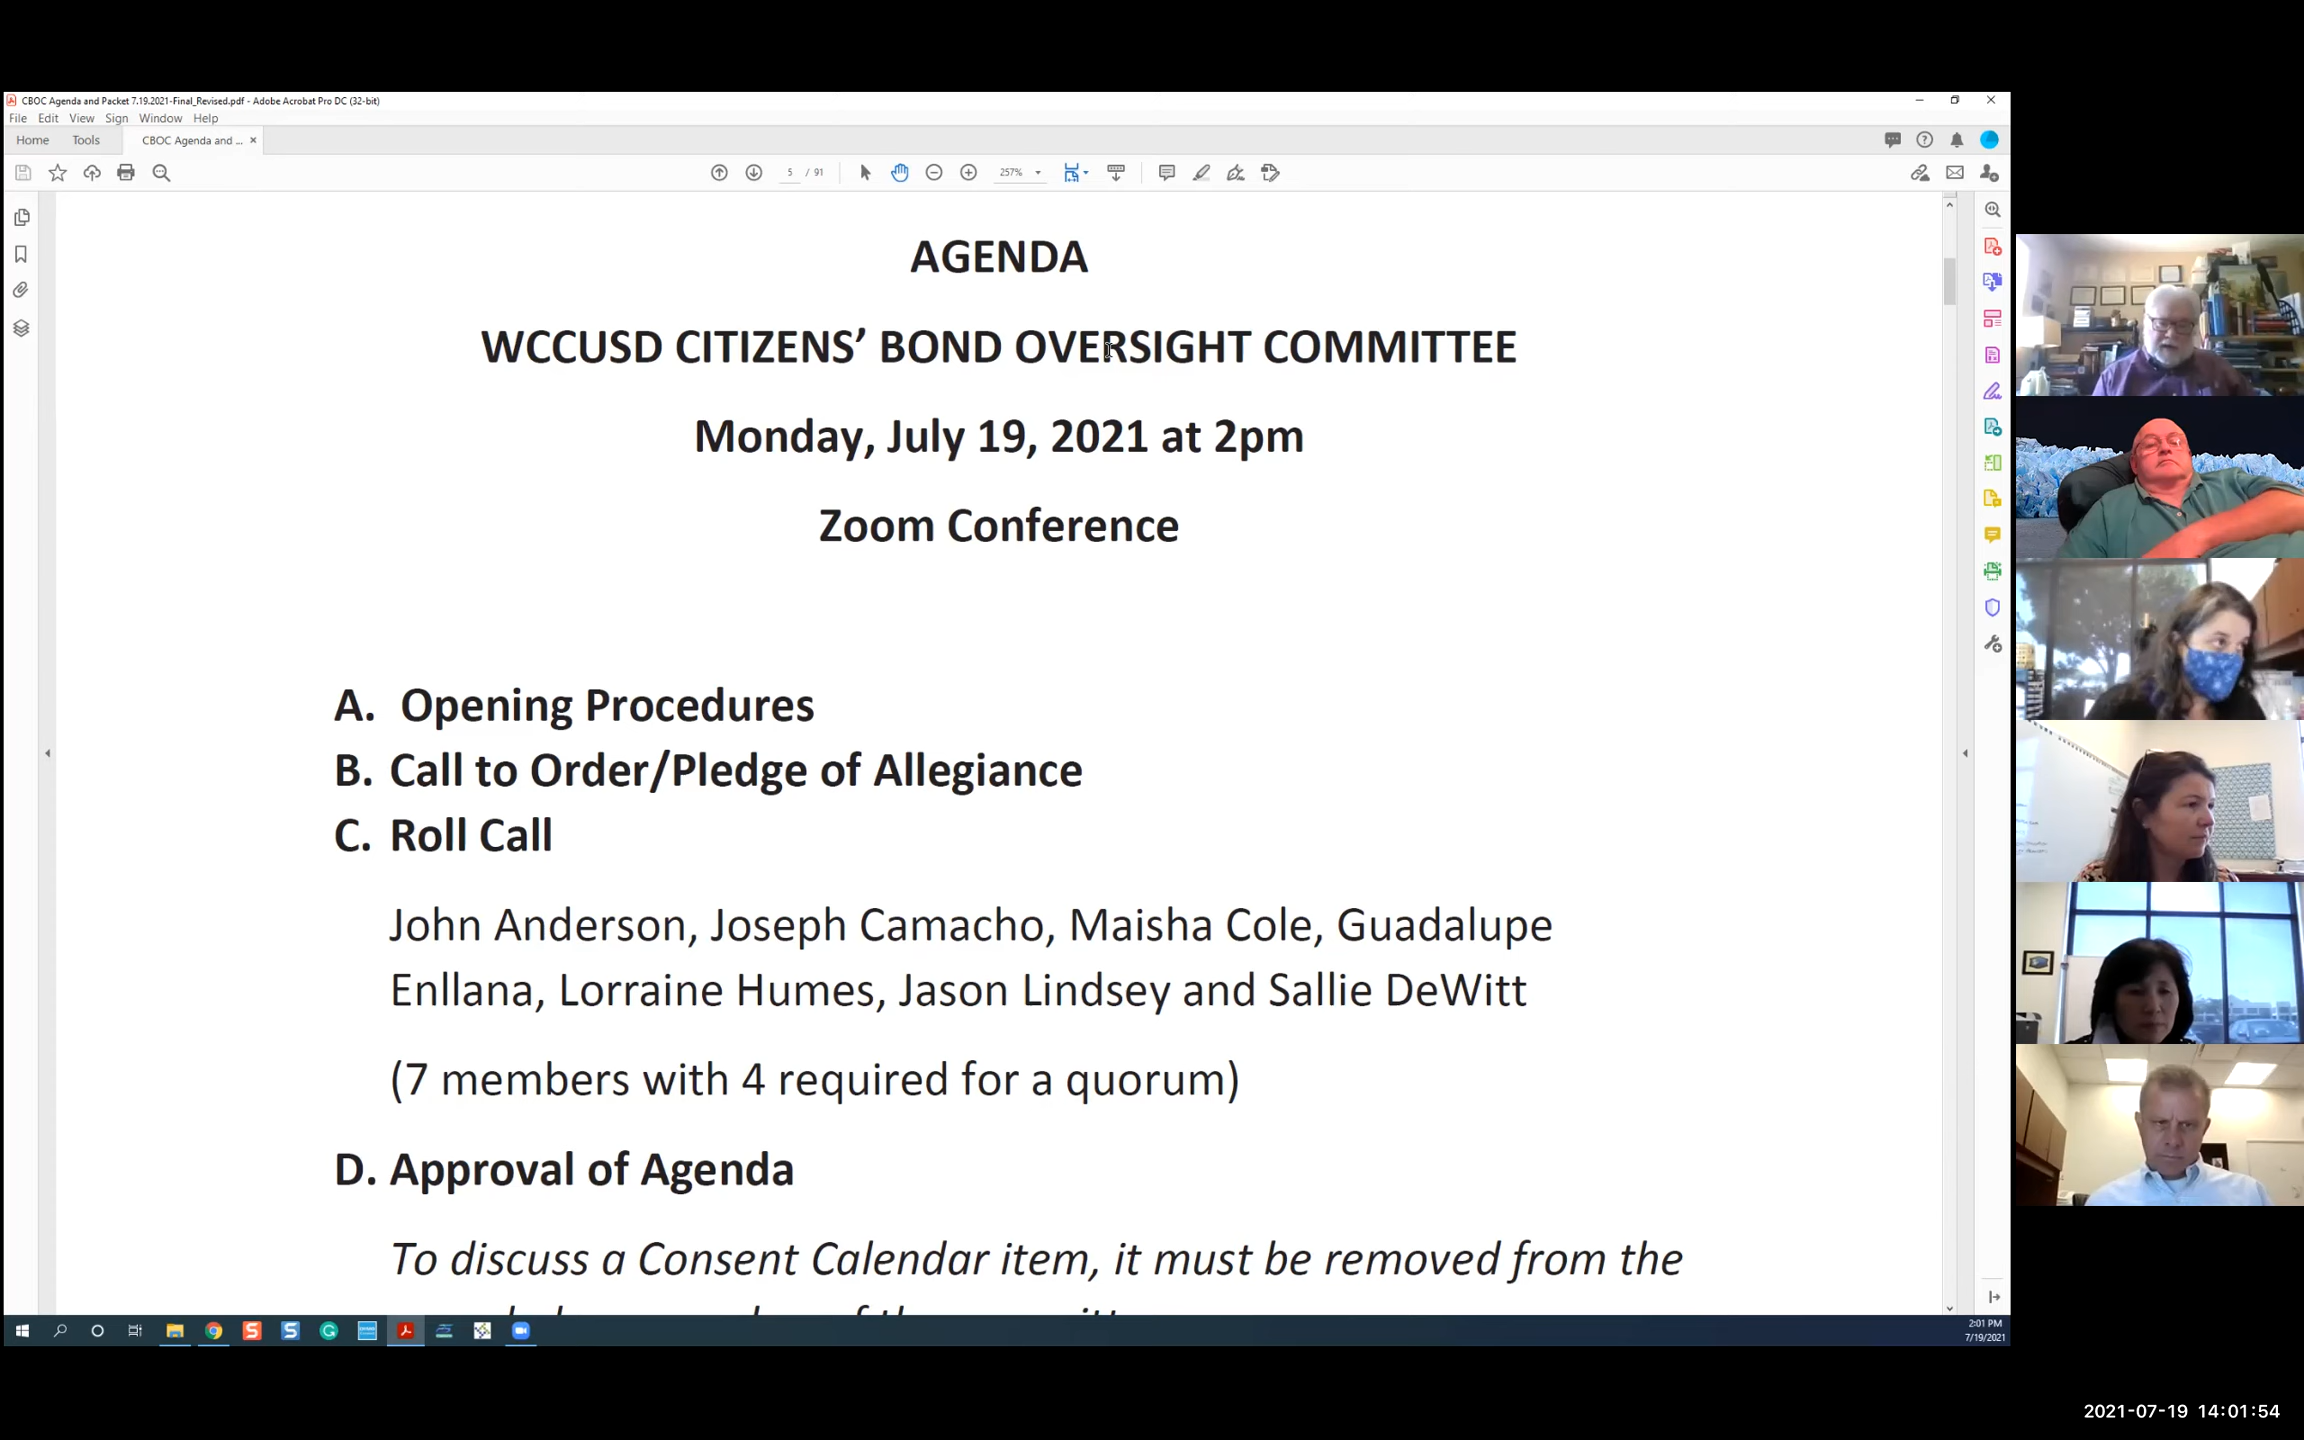 CBOC Agenda and Packet 7.19.2021-Final_Revised.pdf - Adobe Acrobat Pro DC (32-bit)
File Edit View Sign Window Help
Home Tools CBOC Agenda and ... ×
5 / 91 257%
AGENDA
WCCUSD CITIZENS’ BOND OVERSIGHT COMMITTEE
Monday, July 19, 2021 at 2pm
Zoom Conference
A. Opening Procedures
B. Call to Order/Pledge of Allegiance
C. Roll Call
John Anderson, Joseph Camacho, Maisha Cole, Guadalupe
Enllana, Lorraine Humes, Jason Lindsey and Sallie DeWitt
(7 members with 4 required for a quorum)
D. Approval of Agenda
To discuss a Consent Calendar item, it must be removed from the
2:01 PM
7/19/2021
2021-07-19 14:01:54